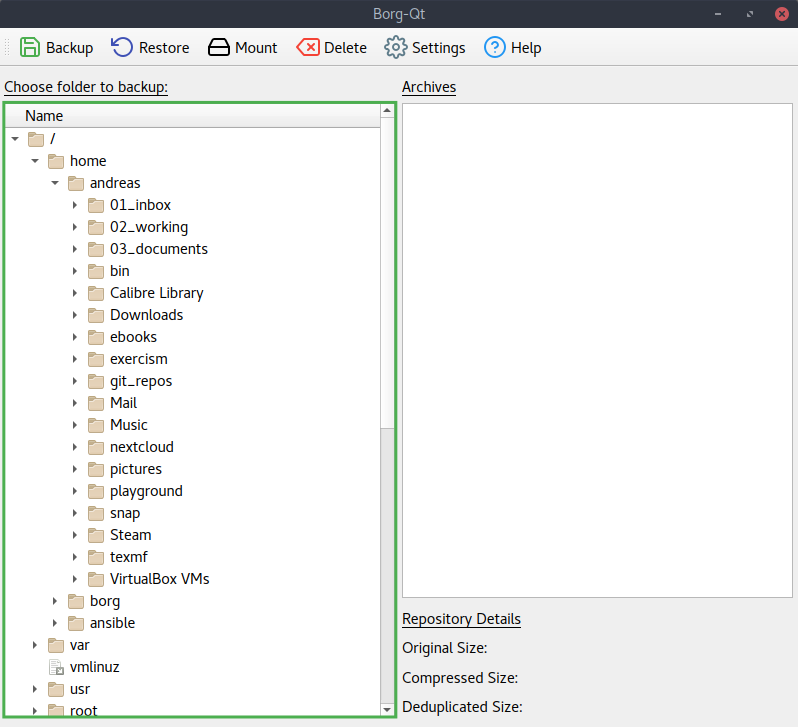 Borg-Qt
Backup Restore Mount Delete Settings ? Help
Choose folder to backup:
Name
/
home
andreas
01_inbox
02_working
03_documents
bin
Calibre Library
Downloads
ebooks
exercism
git_repos
Mail
Music
nextcloud
pictures
playground
snap
Steam
texmf
VirtualBox VMs
borg
ansible
var
vmlinuz
usr
root
Archives
Repository Details
Original Size:
Compressed Size:
Deduplicated Size: